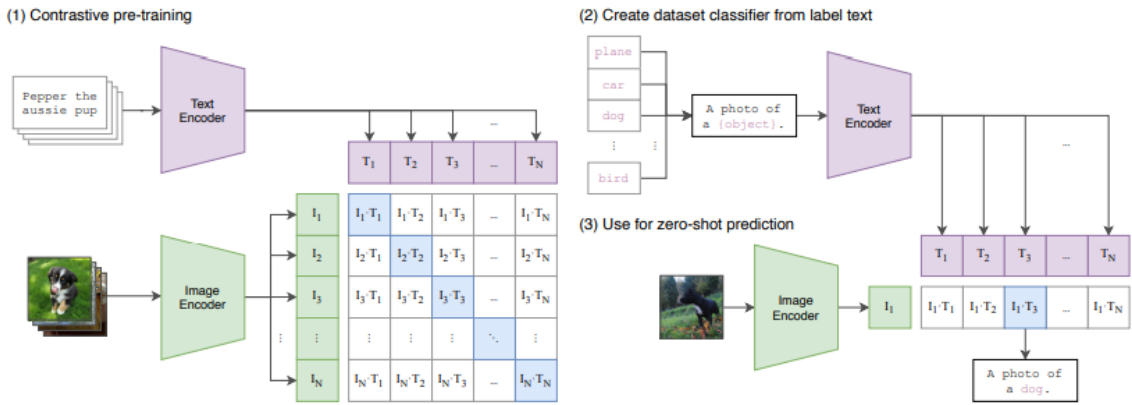 (1) Contrastive pre-training
Pepper the
aussie pup
Text
Encoder
...
T1 T2 T3 ... TN
I1 I1·T1 I1·T2 I1·T3 ... I1·TN
I2 I2·T1 I2·T2 I2·T3 ... I2·TN
Image
Encoder
I3 I3·T1 I3·T2 I3·T3 ... I3·TN
⋮ ⋮ ⋮ ⋮ ⋮ ⋱ ⋮
IN IN·T1 IN·T2 IN·T3 ... IN·TN
(2) Create dataset classifier from label text
plane
car
dog
⋮ ⋮
bird
A photo of
a {object}.
Text
Encoder
...
(3) Use for zero-shot prediction
T1 T2 T3 ... TN
Image
Encoder
I1 I1·T1 I1·T2 I1·T3 ... I1·TN
A photo of
a dog.